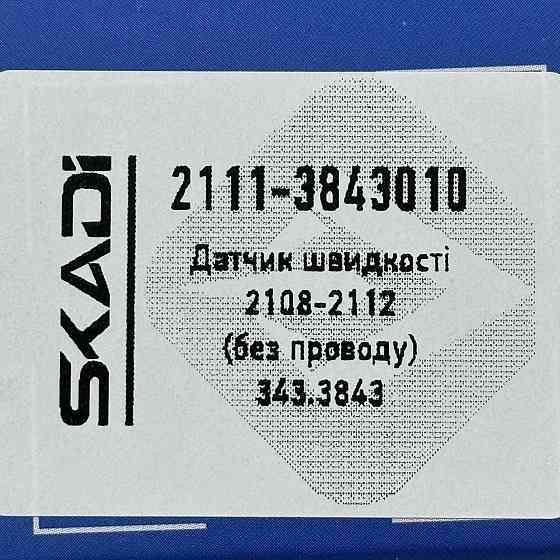 SKADI
2111-3843010
Датчик швидкості
2108-2112
(без проводу)
343.3843